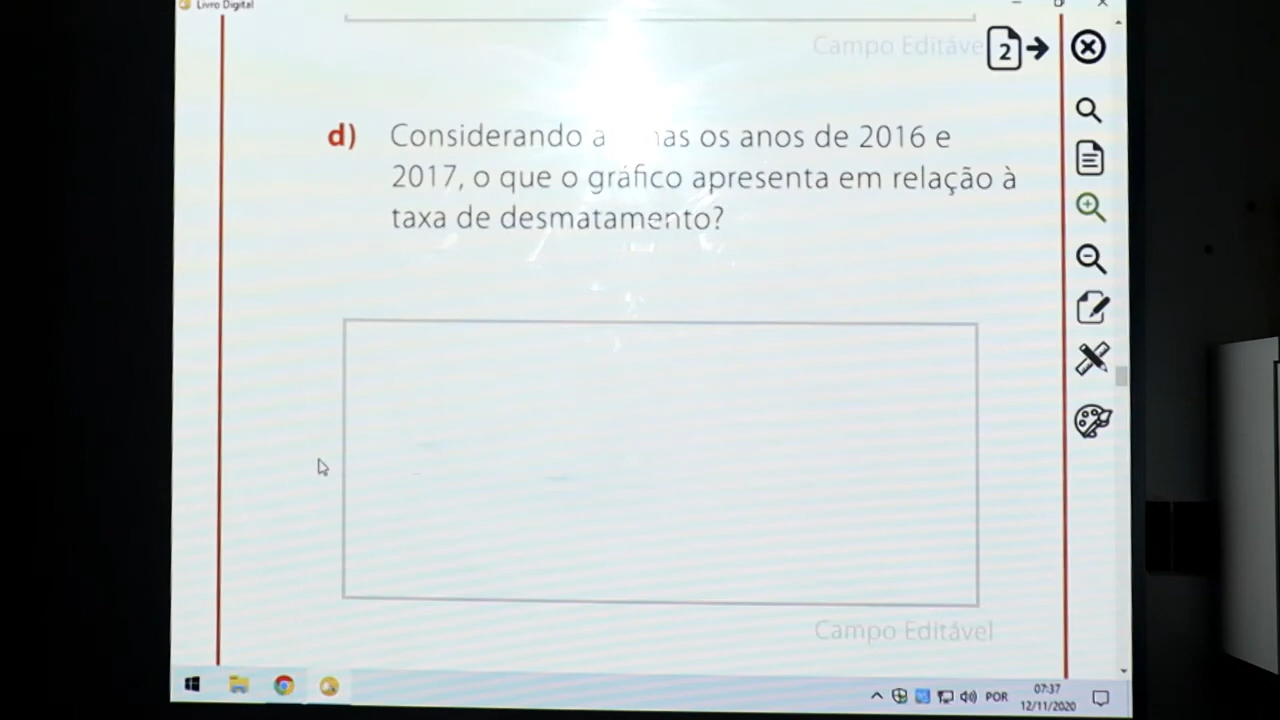 Livro Digital
Campo Editável
2
d) Considerando a os anos de 2016 e
2017, o que o gráfico apresenta em relação à
taxa de desmatamento?
Campo Editável
POR
07:37
12/11/2020